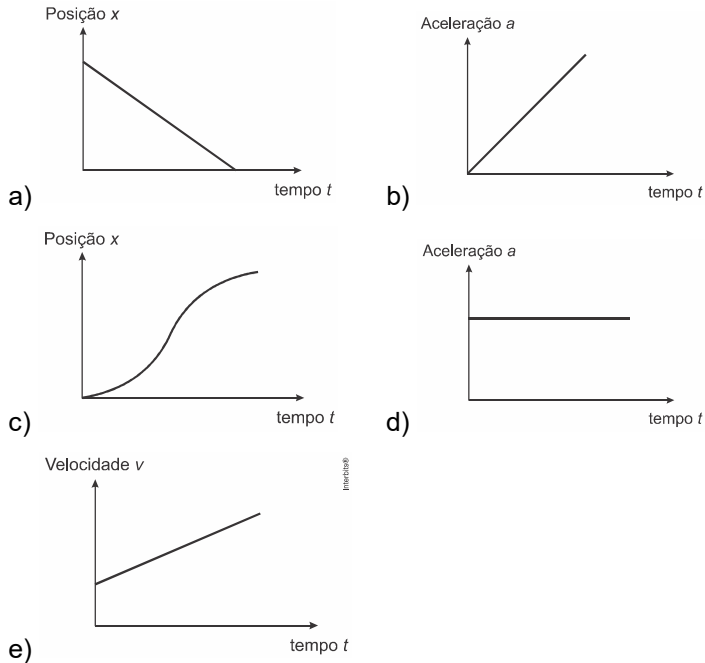 Posição x
tempo t
a)
Aceleração a
tempo t
b)
Posição x
tempo t
c)
Aceleração a
tempo t
d)
Velocidade v
Interbits®
tempo t
e)